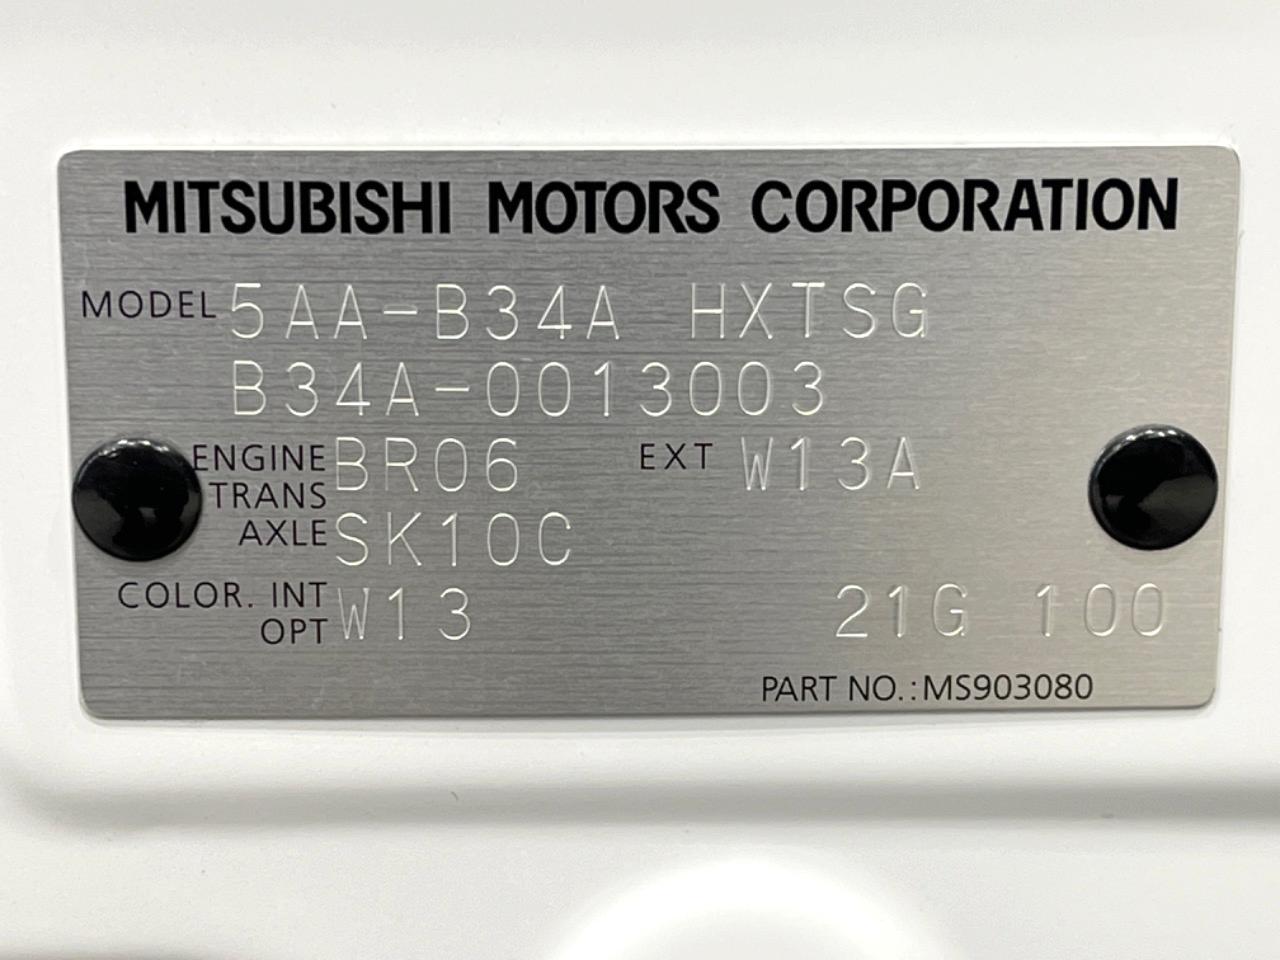 MITSUBISHI MOTORS CORPORATION
MODEL 5AA-B34A HXTSG
B34A-0013003
ENGINE BR06 EXT W13A
TRANS
AXLE SK10C
COLOR. INT W13 21G 100
OPT
PART NO.:MS903080